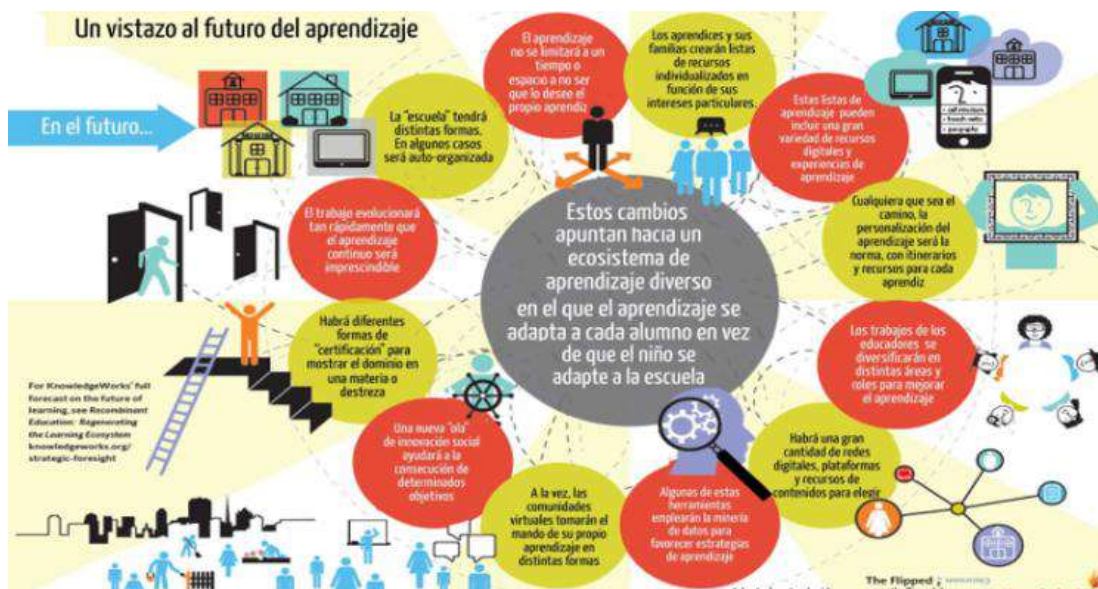 Un vistazo al futuro del aprendizaje
En el futuro...
La "escuela" tendrá
distintas formas.
En algunos casos
será auto-organizada
El aprendizaje
no se limitará a un
tiempo o
espacio a no ser
que lo desee el
propio aprendiz
Los aprendices y sus
familias crearán listas
de recursos
individualizados en
función de sus
intereses particulares.
Estas listas de
aprendizaje pueden
incluir una gran
variedad de recursos
digitales y
experiencias de
aprendizaje
Cualquiera que sea el
camino, la
personalización del
aprendizaje será la
norma, con itinerarios
y recursos para cada
aprendiz
Los trabajos de los
educadores se
diversificarán en
distintas áreas y
roles para mejorar
el aprendizaje
Habrá una gran
cantidad de redes
digitales, plataformas
y recursos de
contenidos para elegir
Algunas de estas
herramientas
emplearán la minería
de datos para
favorecer estrategias
de aprendizaje
A la vez, las
comunidades
virtuales tomarán el
mando de su propio
aprendizaje en
distintas formas
Una nueva "ola"
de innovación social
ayudará a la
consecución de
determinados
objetivos
Habrá diferentes
formas de
"certificación" para
mostrar el dominio en
una materia o
destreza
El trabajo evolucionará
tan rápidamente que
el aprendizaje
continuo será
imprescindible
Estos cambios
apuntan hacia un
ecosistema de
aprendizaje diverso
en el que el aprendizaje se
adapta a cada alumno en vez
de que el niño se
adapte a la escuela
For KnowledgeWorks' full
forecast on the future of
learning, see Recombinant
Education: Regenerating
the Learning Ecosystem
knowledgeworks.org/
strategic-foresight
The Flipped